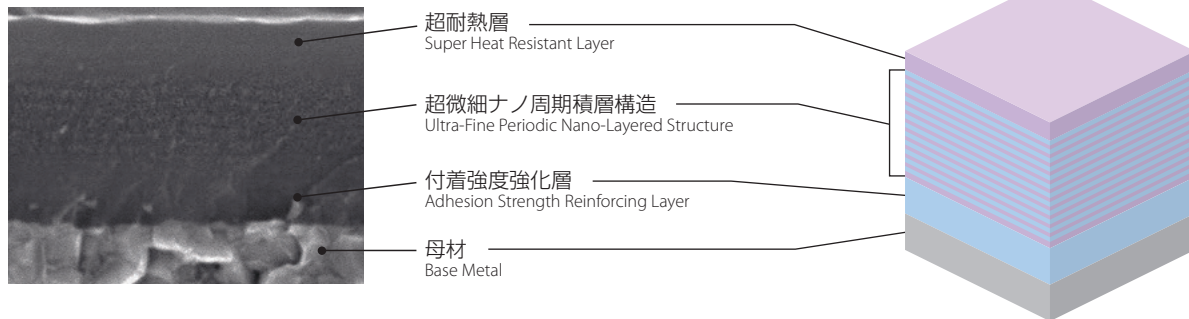 超耐熱層
Super Heat Resistant Layer
超微細ナノ周期積層構造
Ultra-Fine Periodic Nano-Layered Structure
付着強度強化層
Adhesion Strength Reinforcing Layer
母材
Base Metal